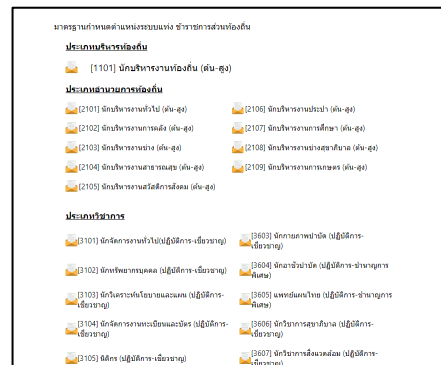 มาตรฐานกำหนดตำแหน่งระบบแท่ง ข้าราชการส่วนท้องถิ่น
ประเภทบริหารท้องถิ่น
[1101] นักบริหารงานท้องถิ่น (ต้น-สูง)
ประเภทอำนวยการท้องถิ่น
[2101] นักบริหารงานทั่วไป (ต้น-สูง)
[2106] นักบริหารงานประปา (ต้น-สูง)
[2102] นักบริหารงานการคลัง (ต้น-สูง)
[2107] นักบริหารงานการศึกษา (ต้น-สูง)
[2103] นักบริหารงานช่าง (ต้น-สูง)
[2108] นักบริหารงานช่างสุขาภิบาล (ต้น-สูง)
[2104] นักบริหารงานสาธารณสุข (ต้น-สูง)
[2109] นักบริหารงานการเกษตร (ต้น-สูง)
[2105] นักบริหารงานสวัสดิการสังคม (ต้น-สูง)
ประเภทวิชาการ
[3101] นักจัดการงานทั่วไป(ปฏิบัติการ-เชี่ยวชาญ)
[3603] นักกายภาพบำบัด (ปฏิบัติการ-
เชี่ยวชาญ)
[3102] นักทรัพยากรบุคคล (ปฏิบัติการ-เชี่ยวชาญ)
[3604] นักอาชีวบำบัด (ปฏิบัติการ-ชำนาญการ
พิเศษ)
[3103] นักวิเคราะห์นโยบายและแผน (ปฏิบัติการ-
เชี่ยวชาญ)
[3605] แพทย์แผนไทย (ปฏิบัติการ-ชำนาญการ
พิเศษ)
[3104] นักจัดการงานทะเบียนและบัตร (ปฏิบัติการ-
เชี่ยวชาญ)
[3606] นักวิชาการสุขาภิบาล (ปฏิบัติการ-
เชี่ยวชาญ)
[3105] นิติกร (ปฏิบัติการ-เชี่ยวชาญ)
[3607] นักวิชาการสิ่งแวดล้อม (ปฏิบัติการ-
เชี่ยวชาญ)